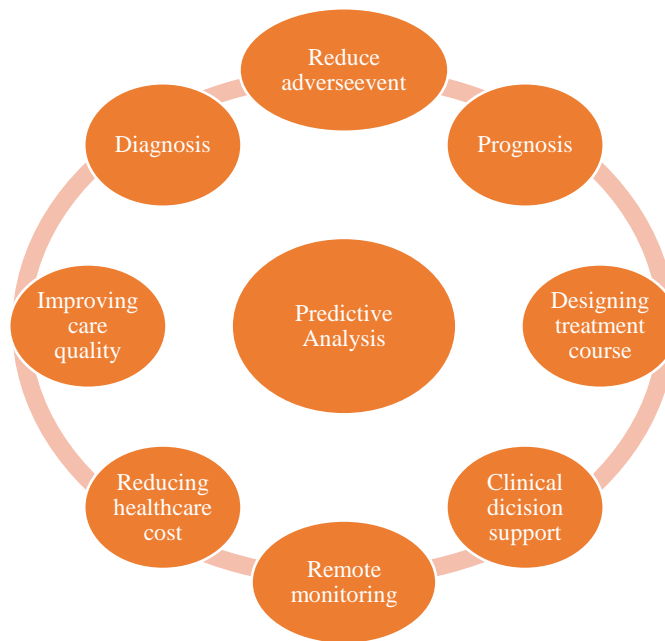 Reduce
adverseevent
Prognosis
Designing
treatment
course
Clinical
dicision
support
Remote
monitoring
Reducing
healthcare
cost
Improving
care
quality
Diagnosis
Predictive
Analysis